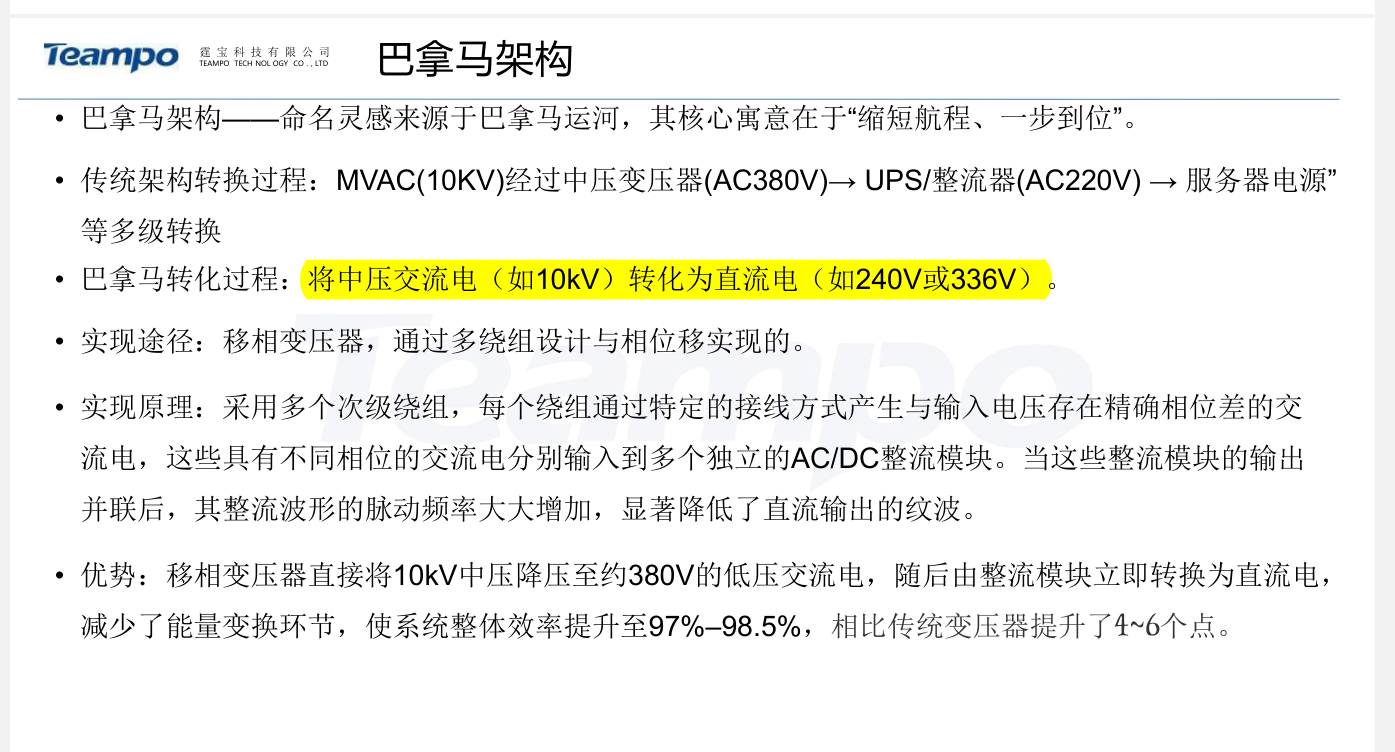 Teampo
霆宝科技有限公司
TEAMPO TECHNOLOGY CO.,LTD
巴拿马架构
• 巴拿马架构——命名灵感来源于巴拿马运河，其核心寓意在于“缩短航程、一步到位”。
• 传统架构转换过程：MVAC(10KV)经过中压变压器(AC380V)→ UPS/整流器(AC220V) → 服务器电源”
等多级转换
• 巴拿马转化过程：将中压交流电（如10kV）转化为直流电（如240V或336V）。
• 实现途径：移相变压器，通过多绕组设计与相位移实现的。
• 实现原理：采用多个次级绕组，每个绕组通过特定的接线方式产生与输入电压存在精确相位差的交
流电，这些具有不同相位的交流电分别输入到多个独立的AC/DC整流模块。当这些整流模块的输出
并联后，其整流波形的脉动频率大大增加，显著降低了直流输出的纹波。
• 优势：移相变压器直接将10kV中压降压至约380V的低压交流电，随后由整流模块立即转换为直流电，
减少了能量变换环节，使系统整体效率提升至97%–98.5%，相比传统变压器提升了4~6个点。
Teampo